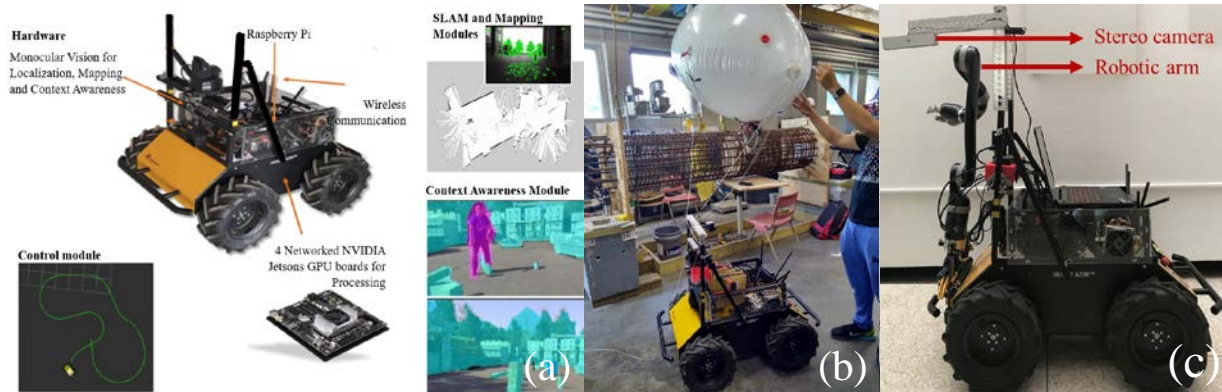 Hardware
Monocular Vision for
Localization, Mapping
and Context Awareness
Raspberry Pi
Wireless
Communication
4 Networked NVIDIA
Jetsons GPU boards for
Processing
Control module
SLAM and Mapping
Modules
Context Awareness Module
(a)
(b)
Stereo camera
Robotic arm
(c)